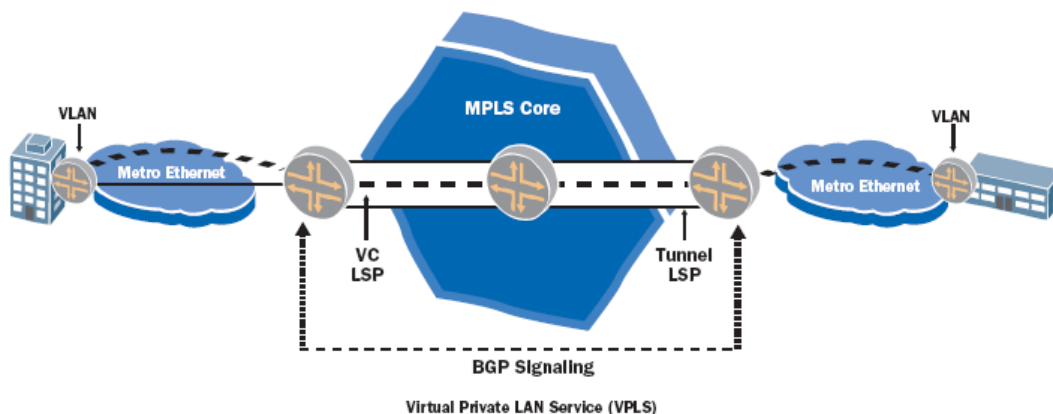 MPLS Core
VLAN
VLAN
Metro Ethernet
Metro Ethernet
VC
LSP
Tunnel
LSP
BGP Signaling
Virtual Private LAN Service (VPLS)